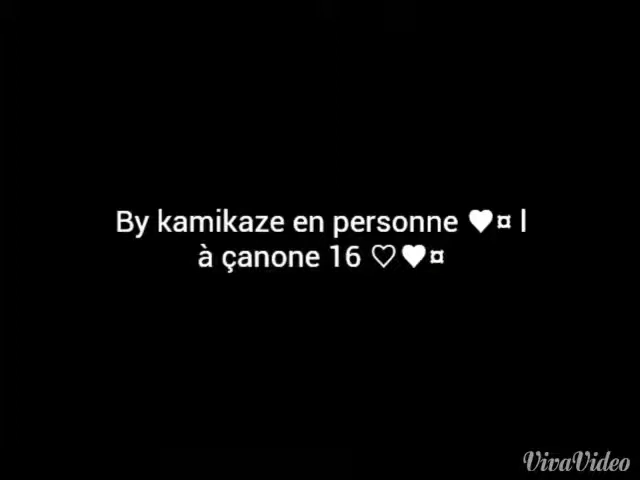 By kamikaze en personne ♥¤ l
à çanone 16 ♡♥¤
VivaVideo